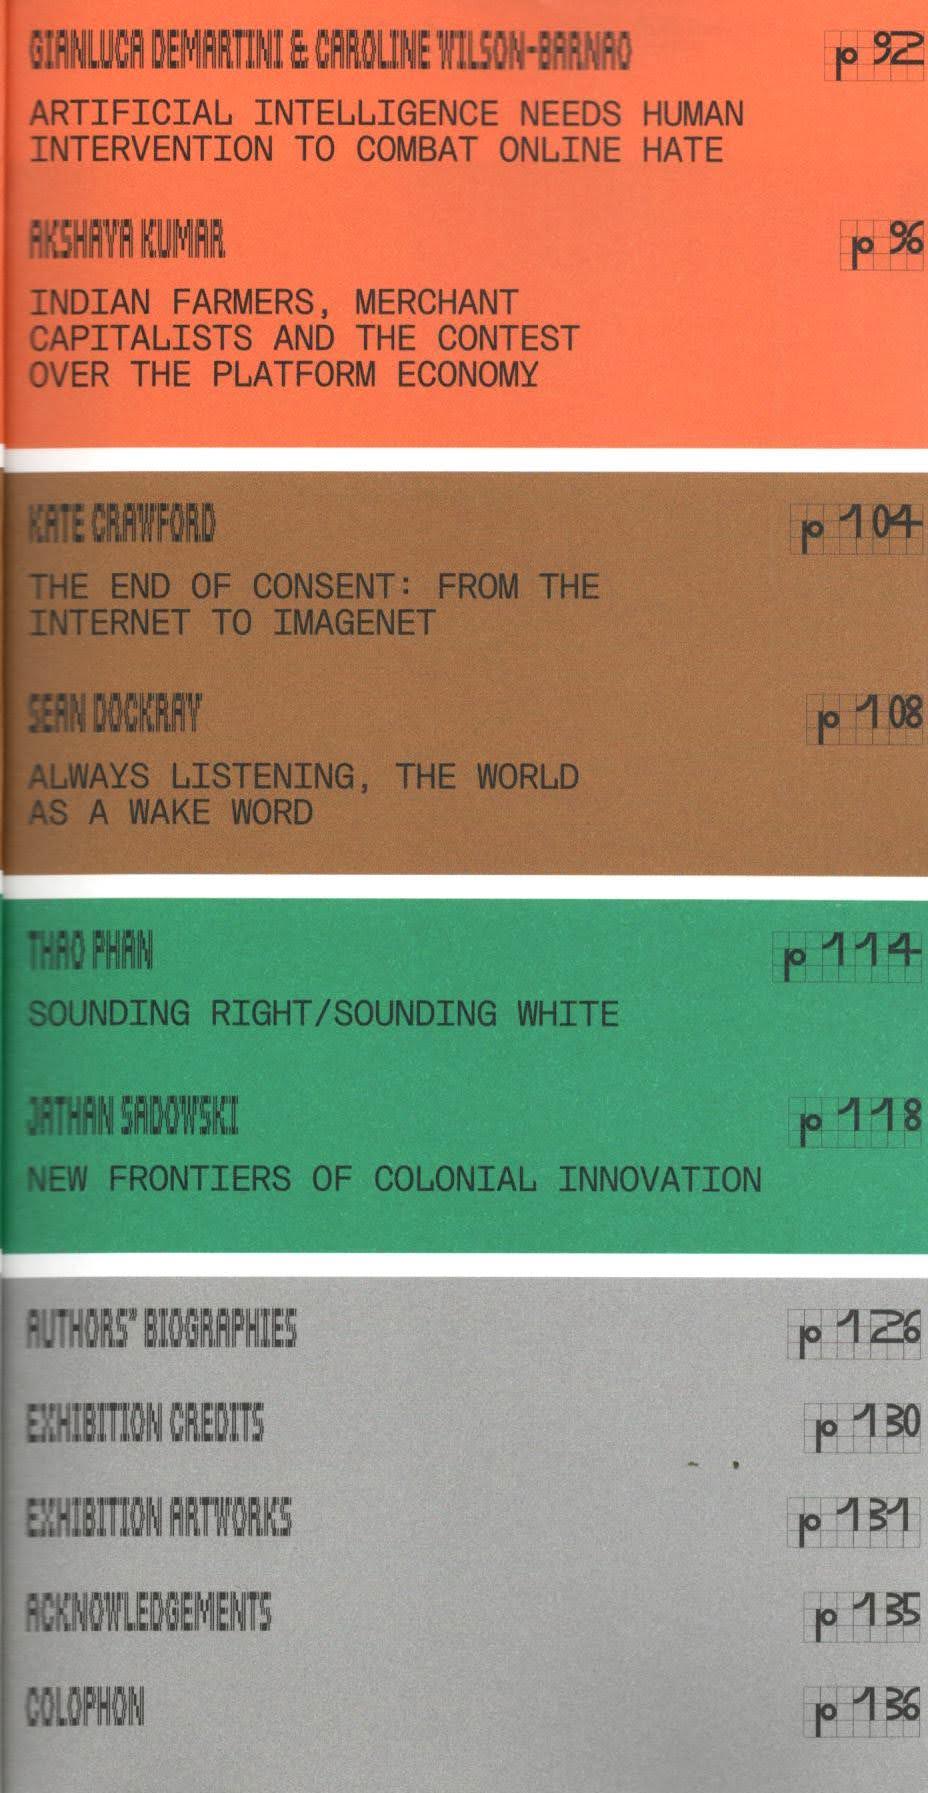 GIANLUCA DEMARTINI & CAROLINE WILSON-BARNAO p 92
ARTIFICIAL INTELLIGENCE NEEDS HUMAN
INTERVENTION TO COMBAT ONLINE HATE
AKSHAYA KUMAR p 96
INDIAN FARMERS, MERCHANT
CAPITALISTS AND THE CONTEST
OVER THE PLATFORM ECONOMY
KATE CRAWFORD p 104
THE END OF CONSENT: FROM THE
INTERNET TO IMAGENET
SEAN DOCKRAY p 108
ALWAYS LISTENING, THE WORLD
AS A WAKE WORD
THAO PHAN p 114
SOUNDING RIGHT/SOUNDING WHITE
JATHAN SADOWSKI p 118
NEW FRONTIERS OF COLONIAL INNOVATION
AUTHORS" BIOGRAPHIES p 126
EXHIBITION CREDITS p 130
EXHIBITION ARTWORKS p 131
ACKNOWLEDGEMENTS p 135
COLOPHON p 136